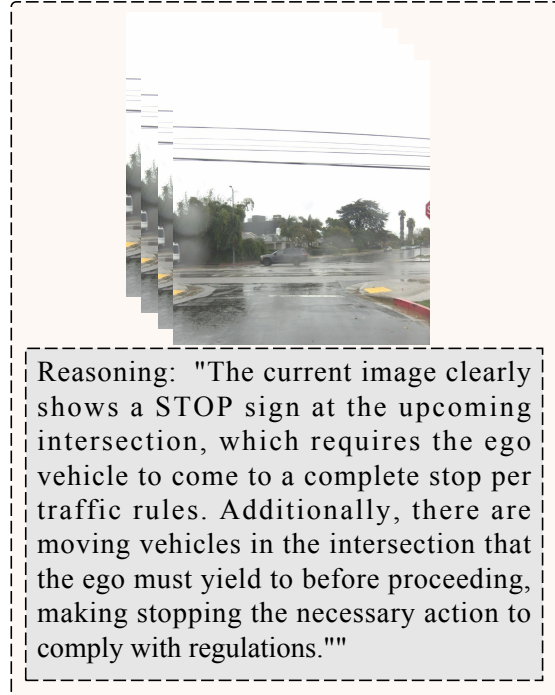 Reasoning: "The current image clearly
shows a STOP sign at the upcoming
intersection, which requires the ego
vehicle to come to a complete stop per
traffic rules. Additionally, there are
moving vehicles in the intersection that
the ego must yield to before proceeding,
making stopping the necessary action to
comply with regulations.""